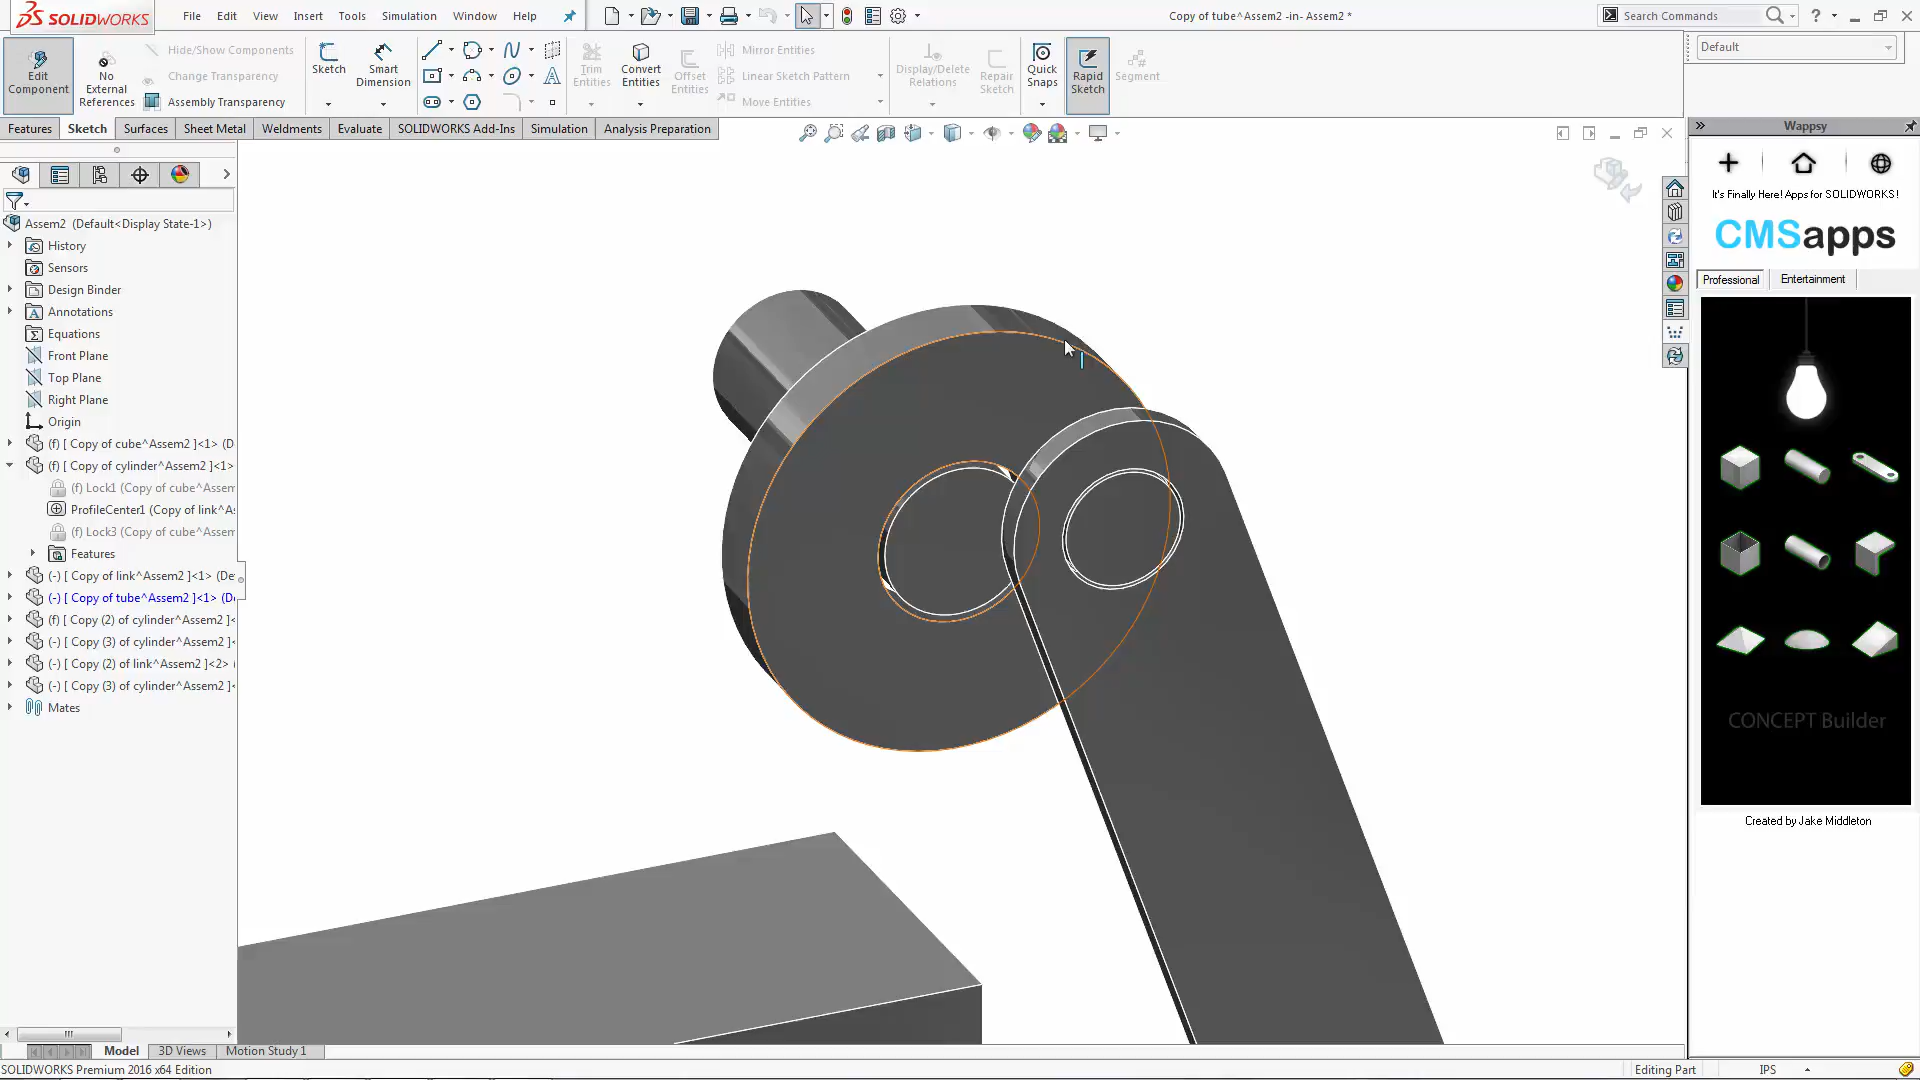 SOLIDWORKS
File Edit View Insert Tools Simulation Window Help
Copy of tube^Assem2 -in- Assem2 *
Search Commands
Edit Component
No External References
Hide/Show Components
Change Transparency
Assembly Transparency
Sketch
Smart Dimension
Trim Entities
Convert Entities
Offset Entities
Mirror Entities
Linear Sketch Pattern
Move Entities
Display/Delete Relations
Repair Sketch
Quick Snaps
Rapid Sketch
Segment
Default
Features Sketch Surfaces Sheet Metal Weldments Evaluate SOLIDWORKS Add-Ins Simulation Analysis Preparation
Assem2 (Default<Display State-1>)
History
Sensors
Design Binder
Annotations
Equations
Front Plane
Top Plane
Right Plane
Origin
(f) [ Copy of cube^Assem2 ]<1> (D
(f) [ Copy of cylinder^Assem2 ]<1>
(f) Lock1 (Copy of cube^Assem
ProfileCenter1 (Copy of link^A
(f) Lock3 (Copy of cube^Assem
Features
(-) [ Copy of link^Assem2 ]<1> (De
(-) [ Copy of tube^Assem2 ]<1> (D
(f) [ Copy (2) of cylinder^Assem2 ]<
(-) [ Copy (3) of cylinder^Assem2 ]<
(-) [ Copy (2) of link^Assem2 ]<2> (
(-) [ Copy (3) of cylinder^Assem2 ]<
Mates
Wappsy
It's Finally Here! Apps for SOLIDWORKS!
CMSapps
Professional Entertainment
CONCEPT Builder
Created by Jake Middleton
Model 3D Views Motion Study 1
SOLIDWORKS Premium 2016 x64 Edition
Editing Part
IPS